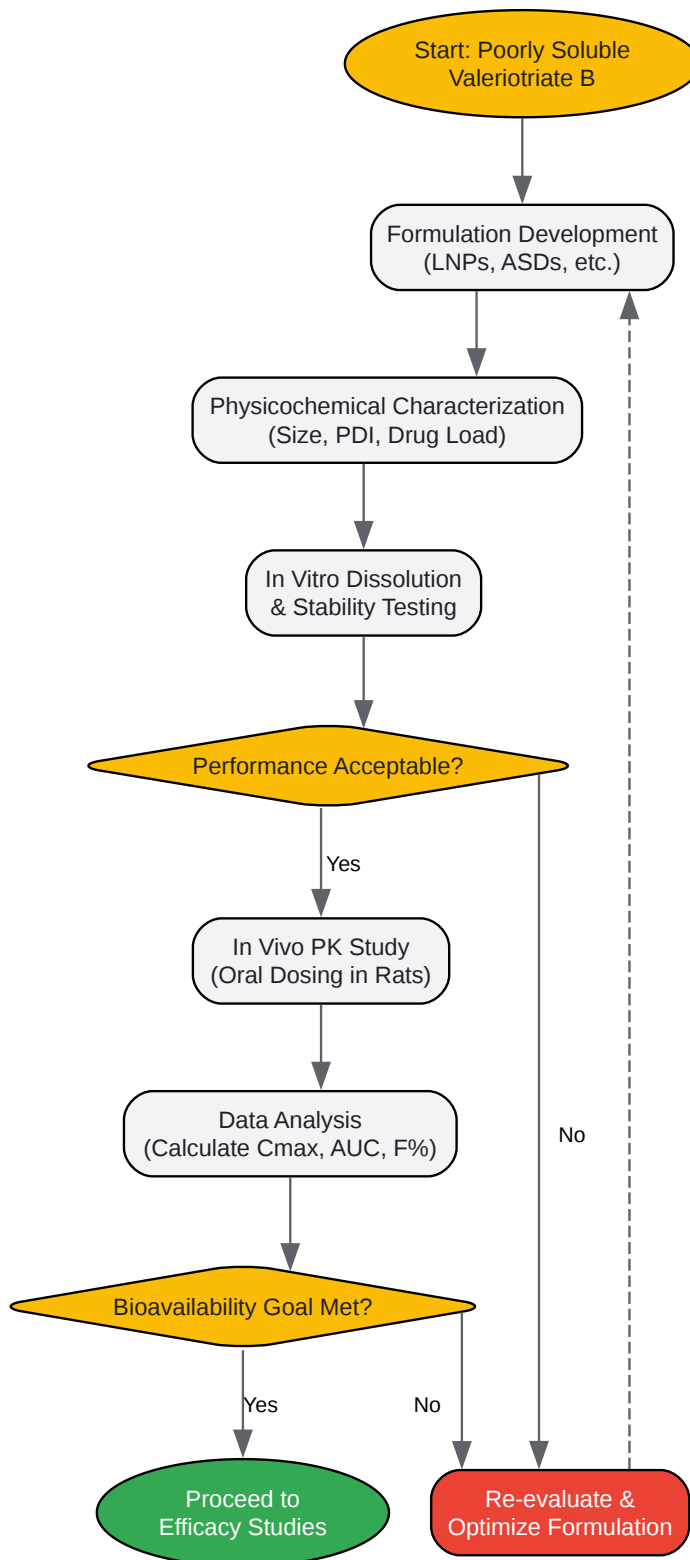 Start: Poorly Soluble
Valeriotriate B
Formulation Development
(LNPs, ASDs, etc.)
Physicochemical Characterization
(Size, PDI, Drug Load)
In Vitro Dissolution
& Stability Testing
Performance Acceptable?
Yes
In Vivo PK Study
(Oral Dosing in Rats)
Data Analysis
(Calculate Cmax, AUC, F%)
No
Bioavailability Goal Met?
Yes
No
Proceed to
Efficacy Studies
Re-evaluate &
Optimize Formulation